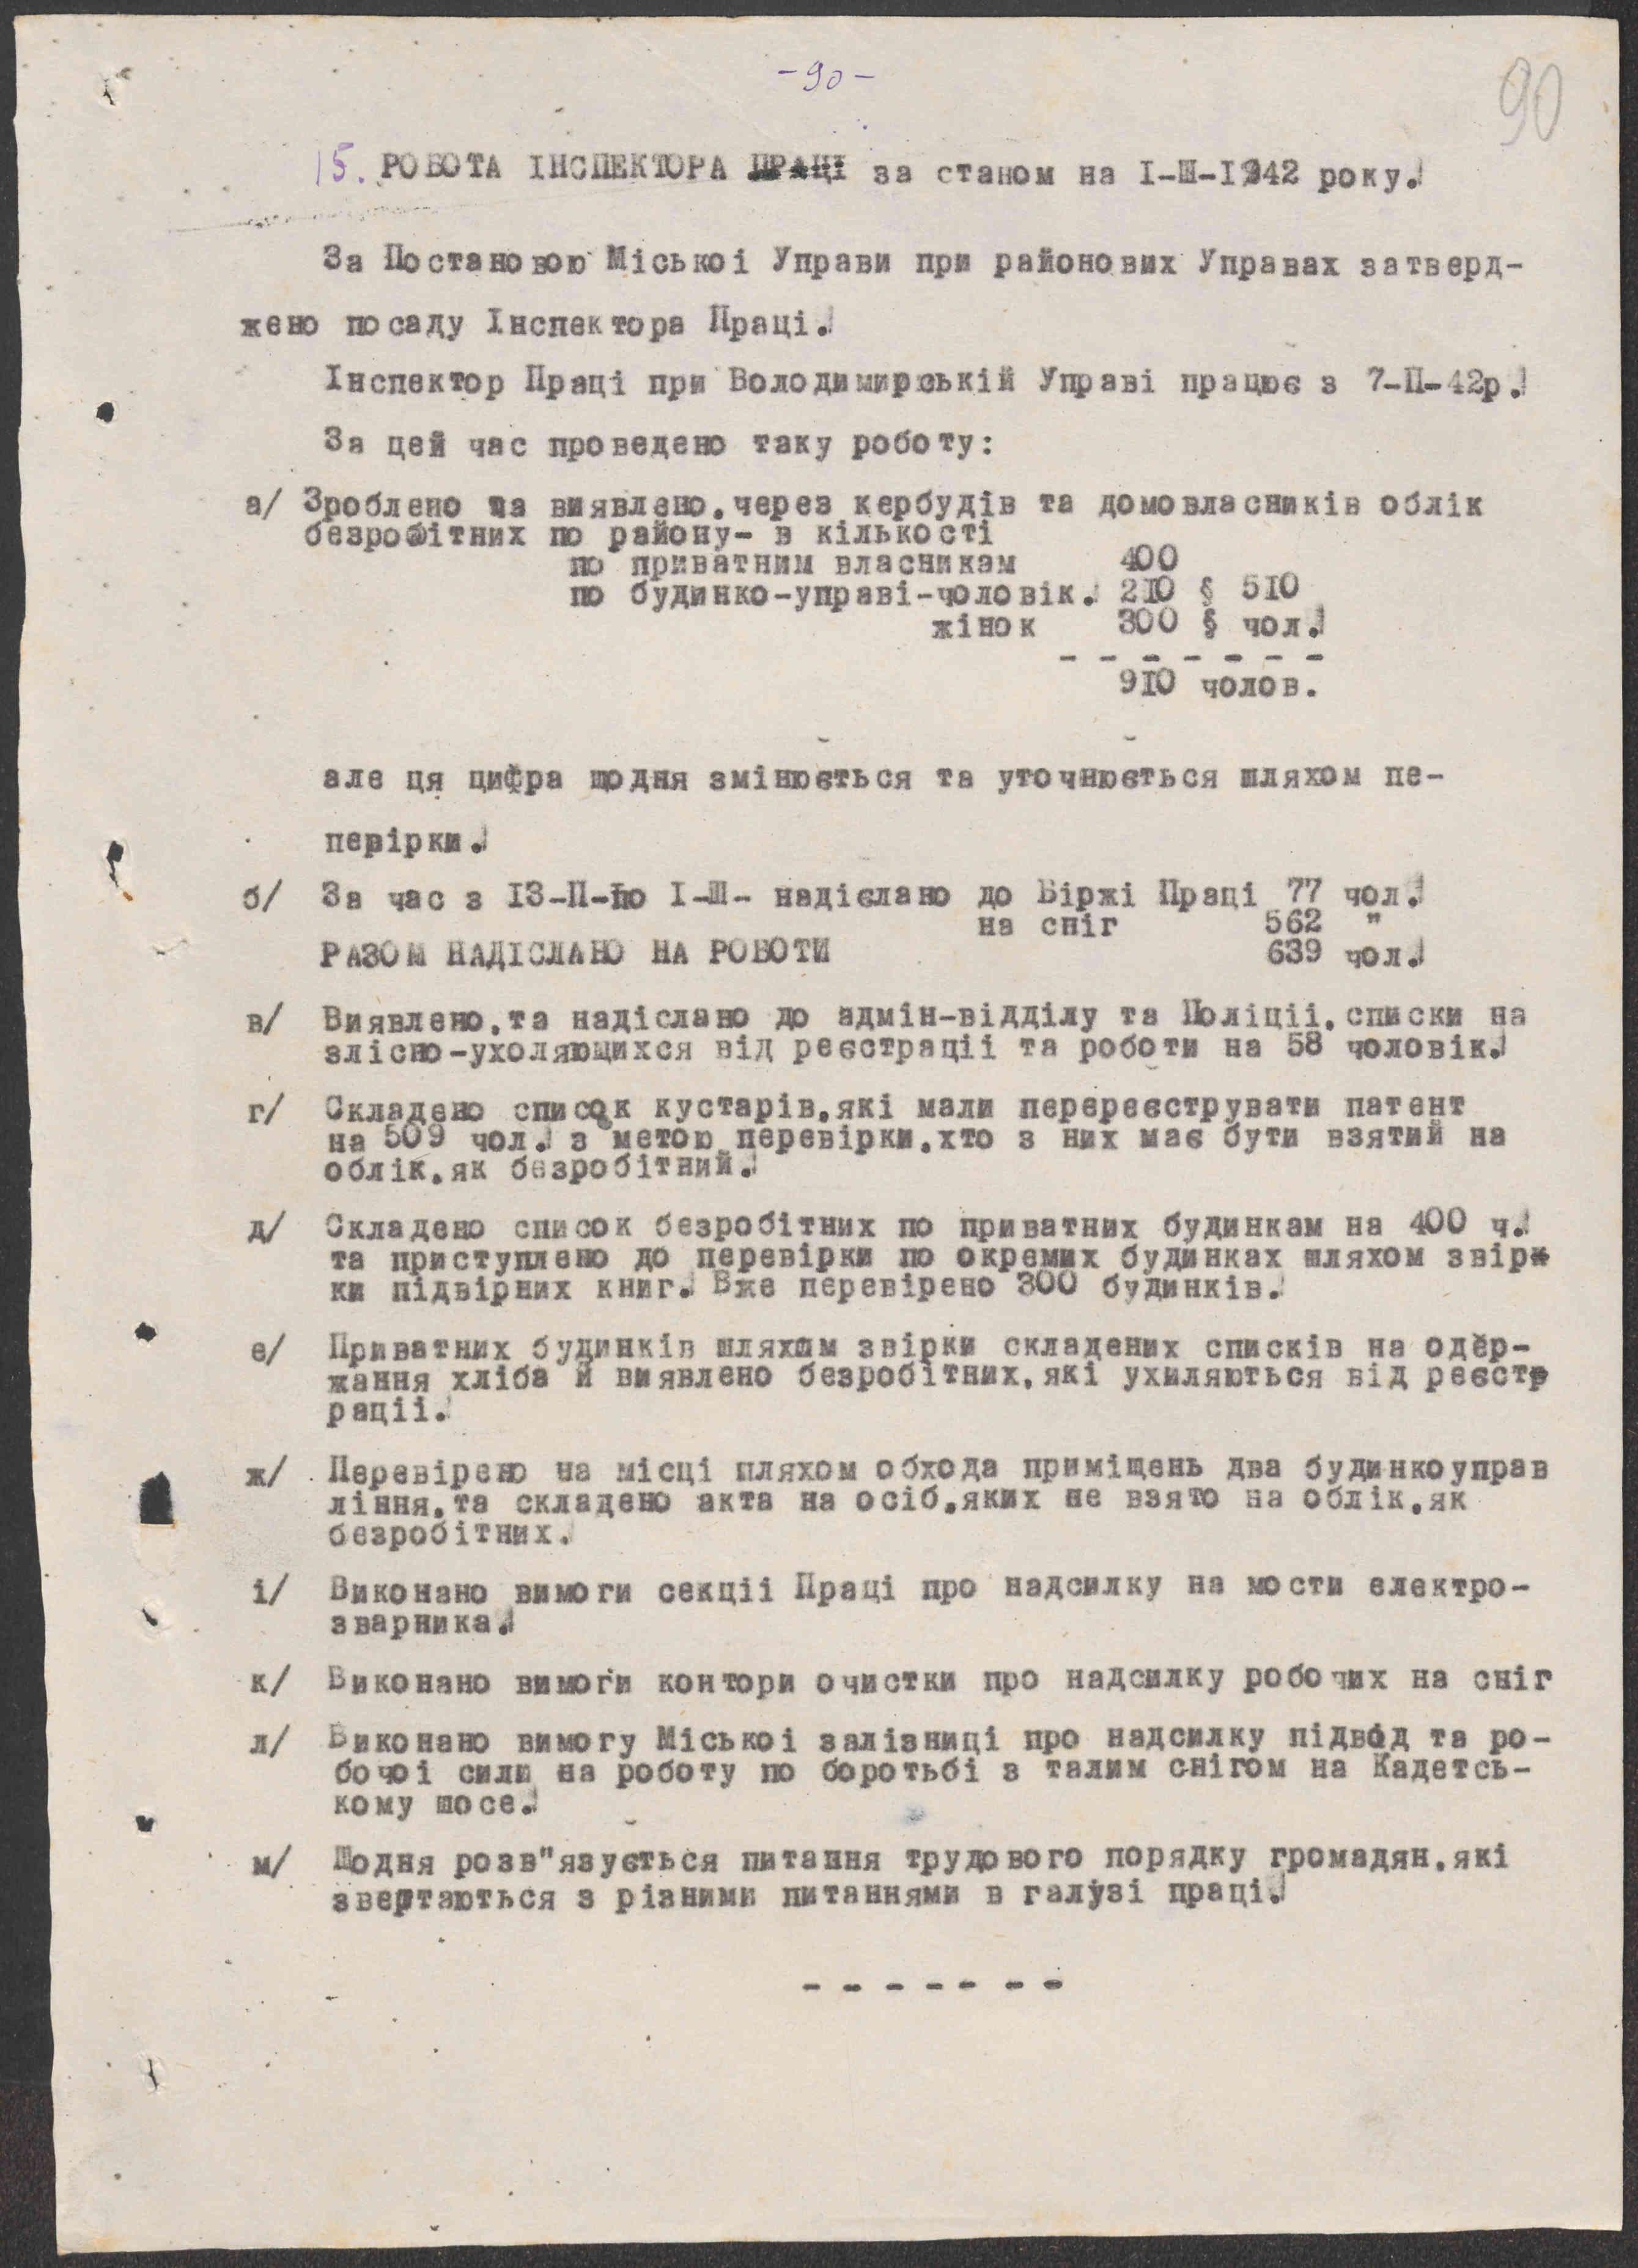 -90-
90
15. РОБОТА ІНСПЕКТОРА ПРАЦІ за станом на I-Ш-I942 року.
За Постановою Міської Управи при районових Управах затверд-
жено посаду Інспектора Праці.
Інспектор Праці при Володимирській Управі працює з 7-П-42р.
За цей час проведено таку роботу:
а/ Зроблено та виявлено,через кербудів та домовласників облік
безробітних по району- в кількості
по приватним власникам 400
по будинко-управі-чоловік. 2I0 § 5I0
жінок 300 § чол.
- - - - - - -
9I0 чолов.
але ця цифра щодня змінюється та уточнюється шляхом пе-
певірки.
б/ За час з I3-П-по I-Ш- надіслано до Біржі Праці 77 чол.
на сніг 562 "
РАЗОМ НАДІСЛАНО НА РОБОТИ 639 чол.
в/ Виявлено,та надіслано до адмін-відділу та Поліції,списки на
злісно-ухоляющихся від реєстрації та роботи на 58 чоловік.
г/ Складено список кустарів,які мали перереєструвати патент
на 509 чол. з метою перевірки,хто з них має бути взятий на
облік,як безробітний.
д/ Складено список безробітних по приватних будинкам на 400 ч.
та приступлено до перевірки по окремих будинках шляхом звір
ки підвірних книг. Вже перевірено 300 будинків.
е/ Приватних будинків шляхом звірки складених списків на одер-
жання хліба й виявлено безробітних,які ухиляються від реєст
рації.
ж/ Перевірено на місці пляхом обхода приміщень два будинкоуправ
ління,та складено акта на осіб,яких не взято на облік,як
безробітних.
і/ Виконано вимоги секції Праці про надсилку на мости електро-
зварника.
к/ Виконано вимоги контори очистки про надсилку робочих на сніг
л/ Виконано вимогу Міської залізниці про надсилку підвод та ро-
бочої сили на роботу по боротьбі з талим снігом на Кадетсь-
кому шосе.
м/ Щодня розв"язується питання трудового порядку громадян,які
звертаються з різними питаннями в галузі праці.
- - - - - - -